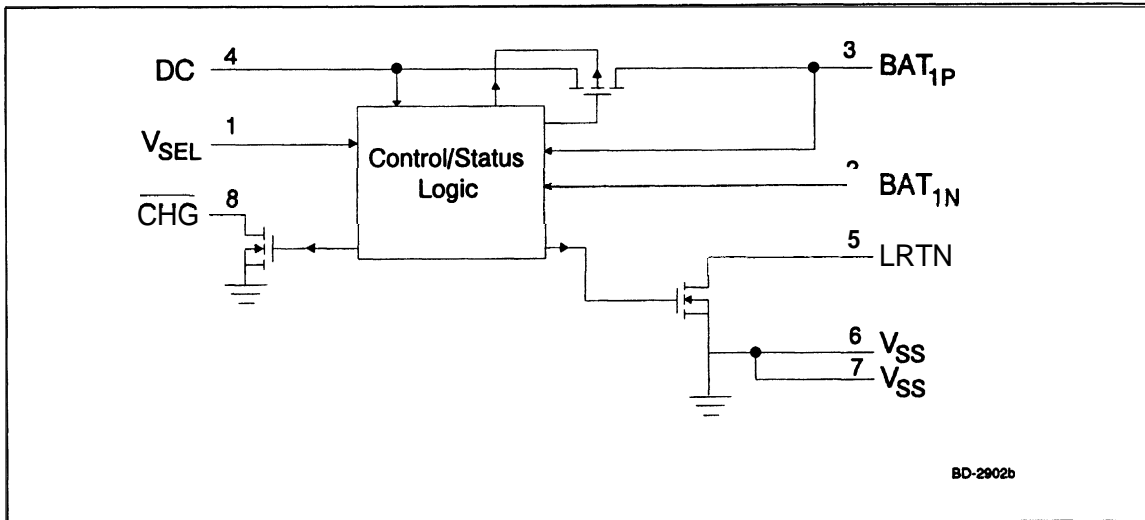 DC 4
3 BAT1P
VSEL 1
Control/Status
Logic
BAT1N
CHG 8
5 LRTN
6 VSS
7 VSS
BD-2902b